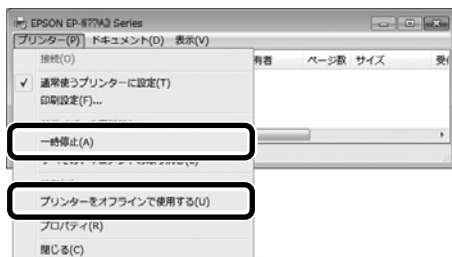 EPSON Series
プリンター(P) ドキュメント(D) 表示(V)
接続(O)
有者 ページ数 サイズ 受
通常使うプリンターに設定(T)
印刷設定(F)...
一時停止(A)
プリンターをオフラインで使用する(U)
プロパティ(R)
閉じる(C)